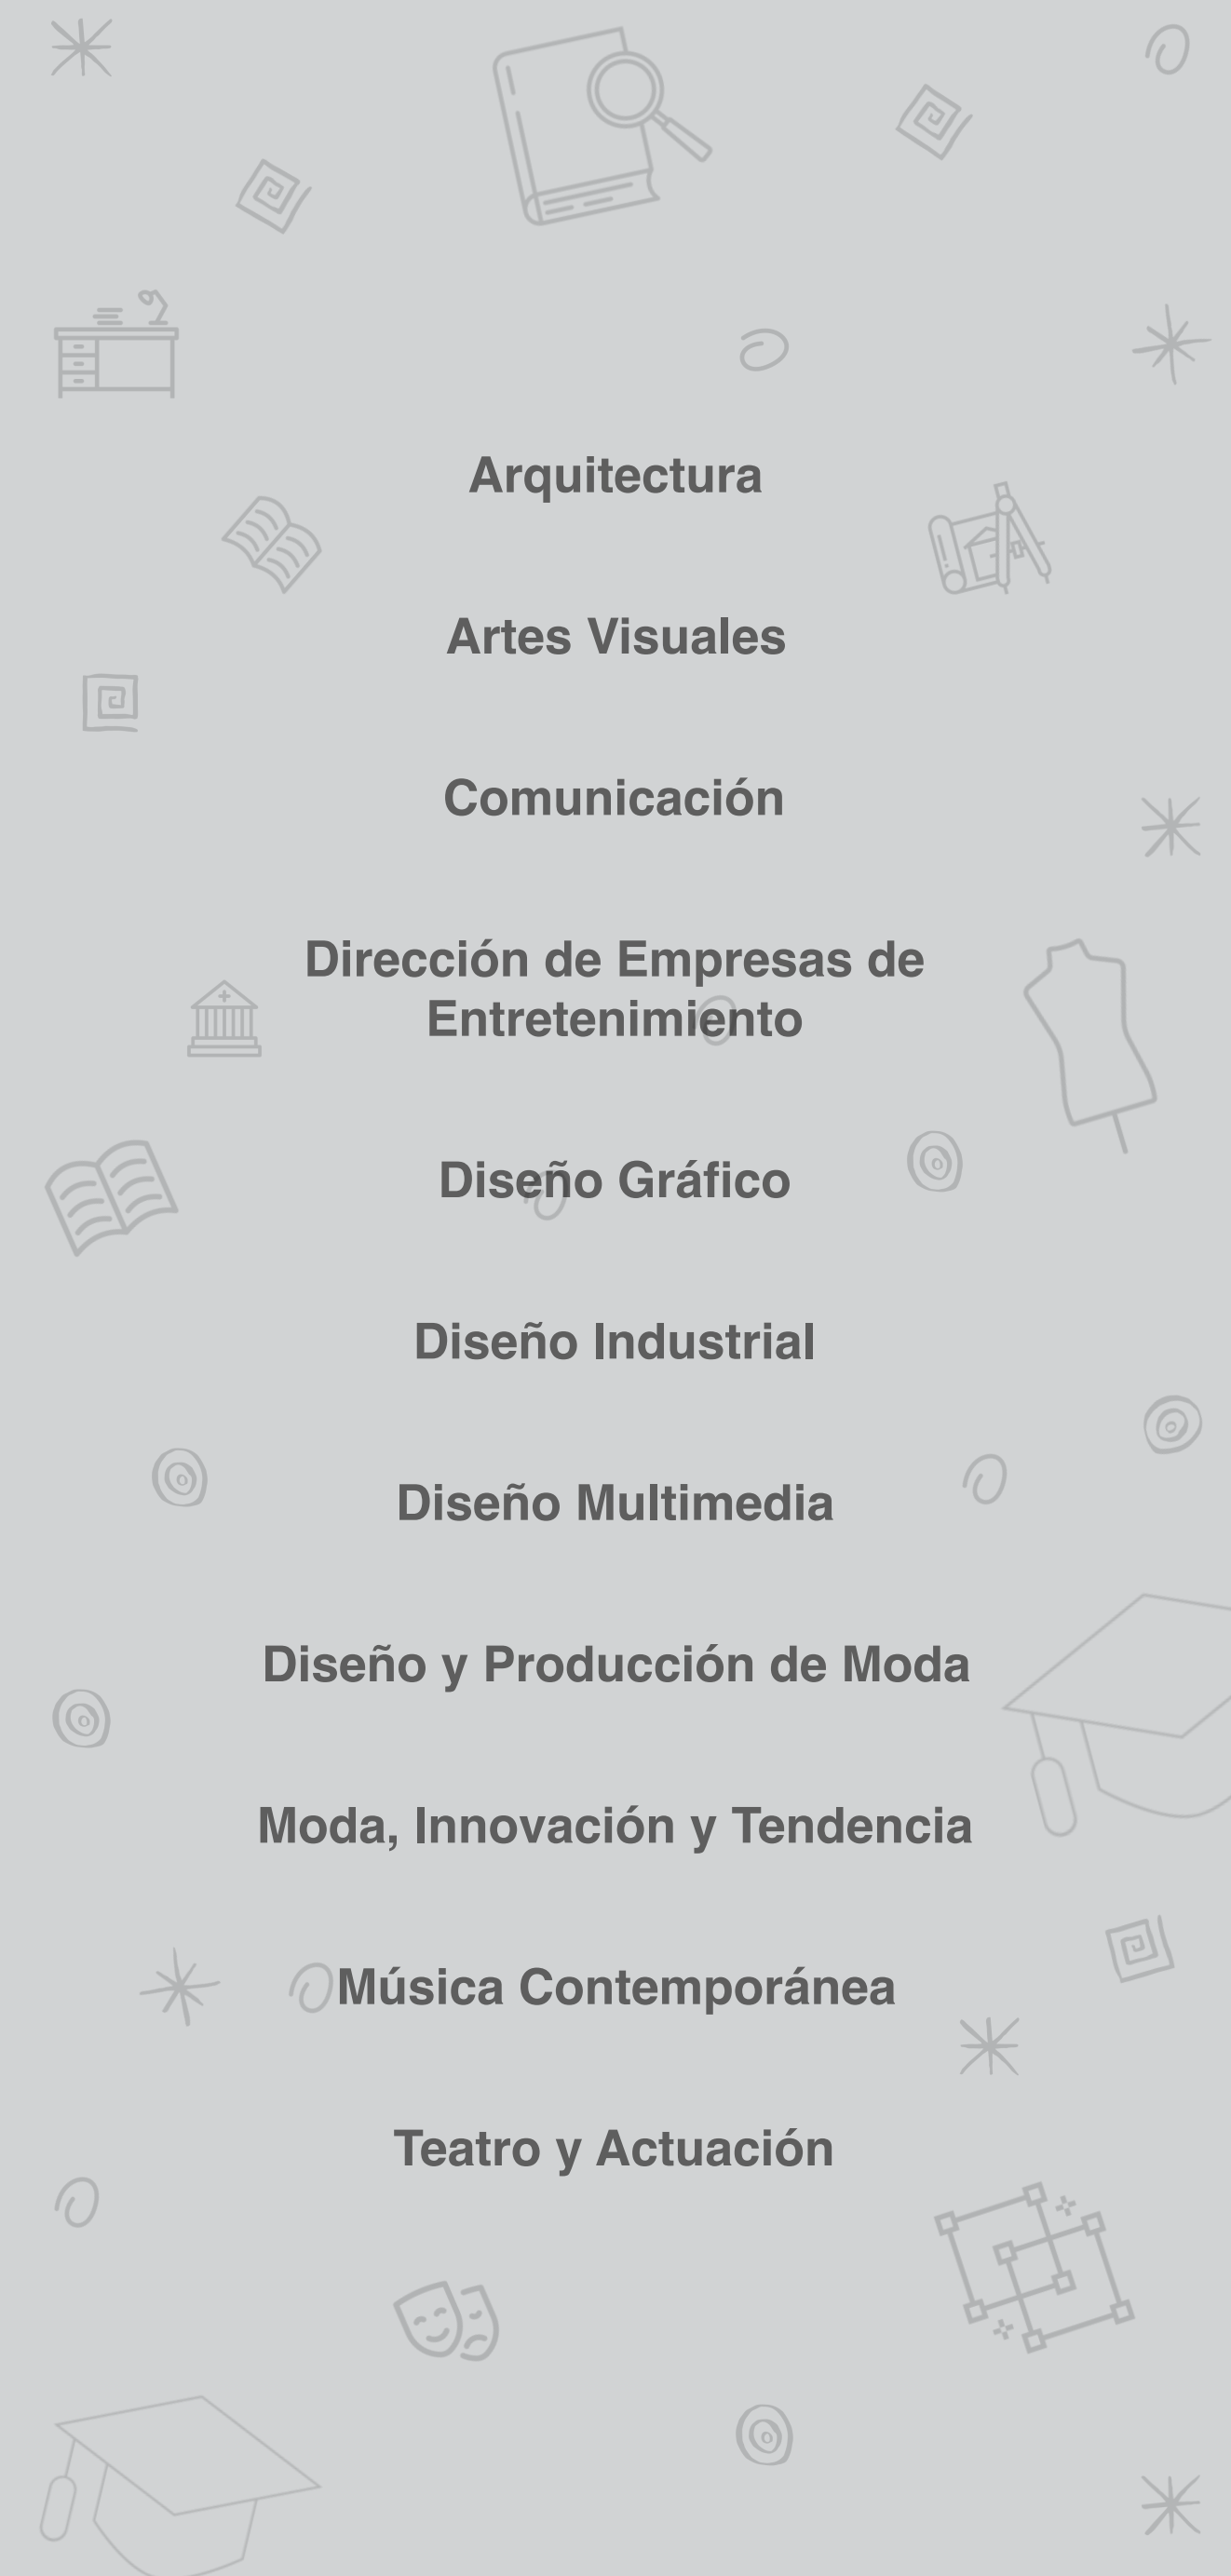 Arquitectura
Artes Visuales
Comunicación
Dirección de Empresas de
Entretenimiento
Diseño Gráfico
Diseño Industrial
Diseño Multimedia
Diseño y Producción de Moda
Moda, Innovación y Tendencia
Música Contemporánea
Teatro y Actuación